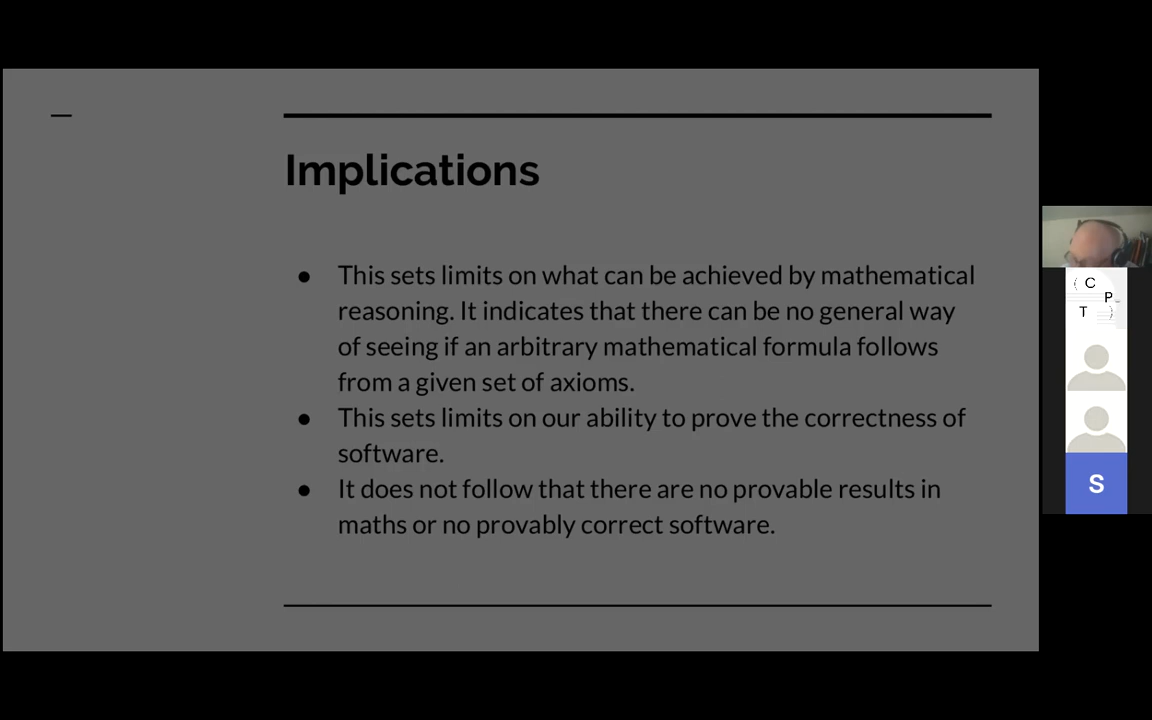 Implications
● This sets limits on what can be achieved by mathematical
reasoning. It indicates that there can be no general way
of seeing if an arbitrary mathematical formula follows
from a given set of axioms.
● This sets limits on our ability to prove the correctness of
software.
● It does not follow that there are no provable results in
maths or no provably correct software.
( C
P
T )
S